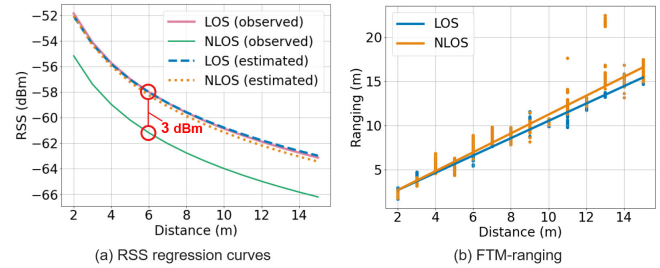 −52
−54
−56
−58
−60
−62
−64
−66
RSS (dBm)
LOS (observed)
NLOS (observed)
LOS (estimated)
NLOS (estimated)
3 dBm
2 4 6 8 10 12 14
Distance (m)
(a) RSS regression curves
20
15
10
5
Ranging (m)
LOS
NLOS
2 4 6 8 10 12 14
Distance (m)
(b) FTM-ranging